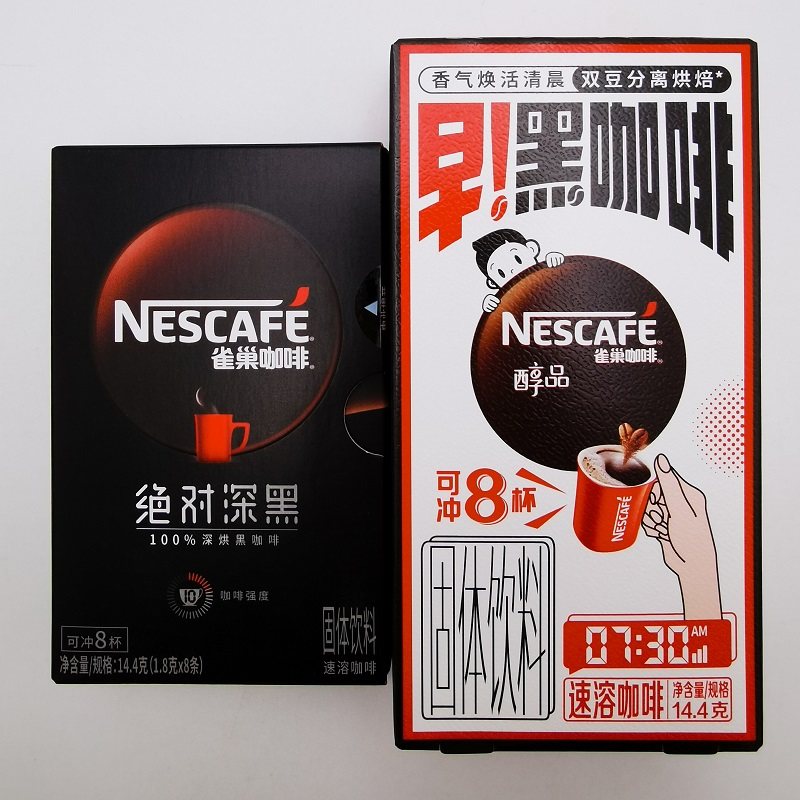 NESCAFÉ
雀巢咖啡
绝对深黑
100%深烘黑咖啡
10
咖啡强度
可冲8杯
净含量/规格:14.4克(1.8克x8条)
固体饮料
速溶咖啡
香气焕活清晨 双豆分离烘焙*
早!黑咖啡
NESCAFÉ
雀巢咖啡
醇品
可冲8杯
NESCAFÉ
固体饮料
07:30 AM
速溶咖啡
净含量/规格
14.4克